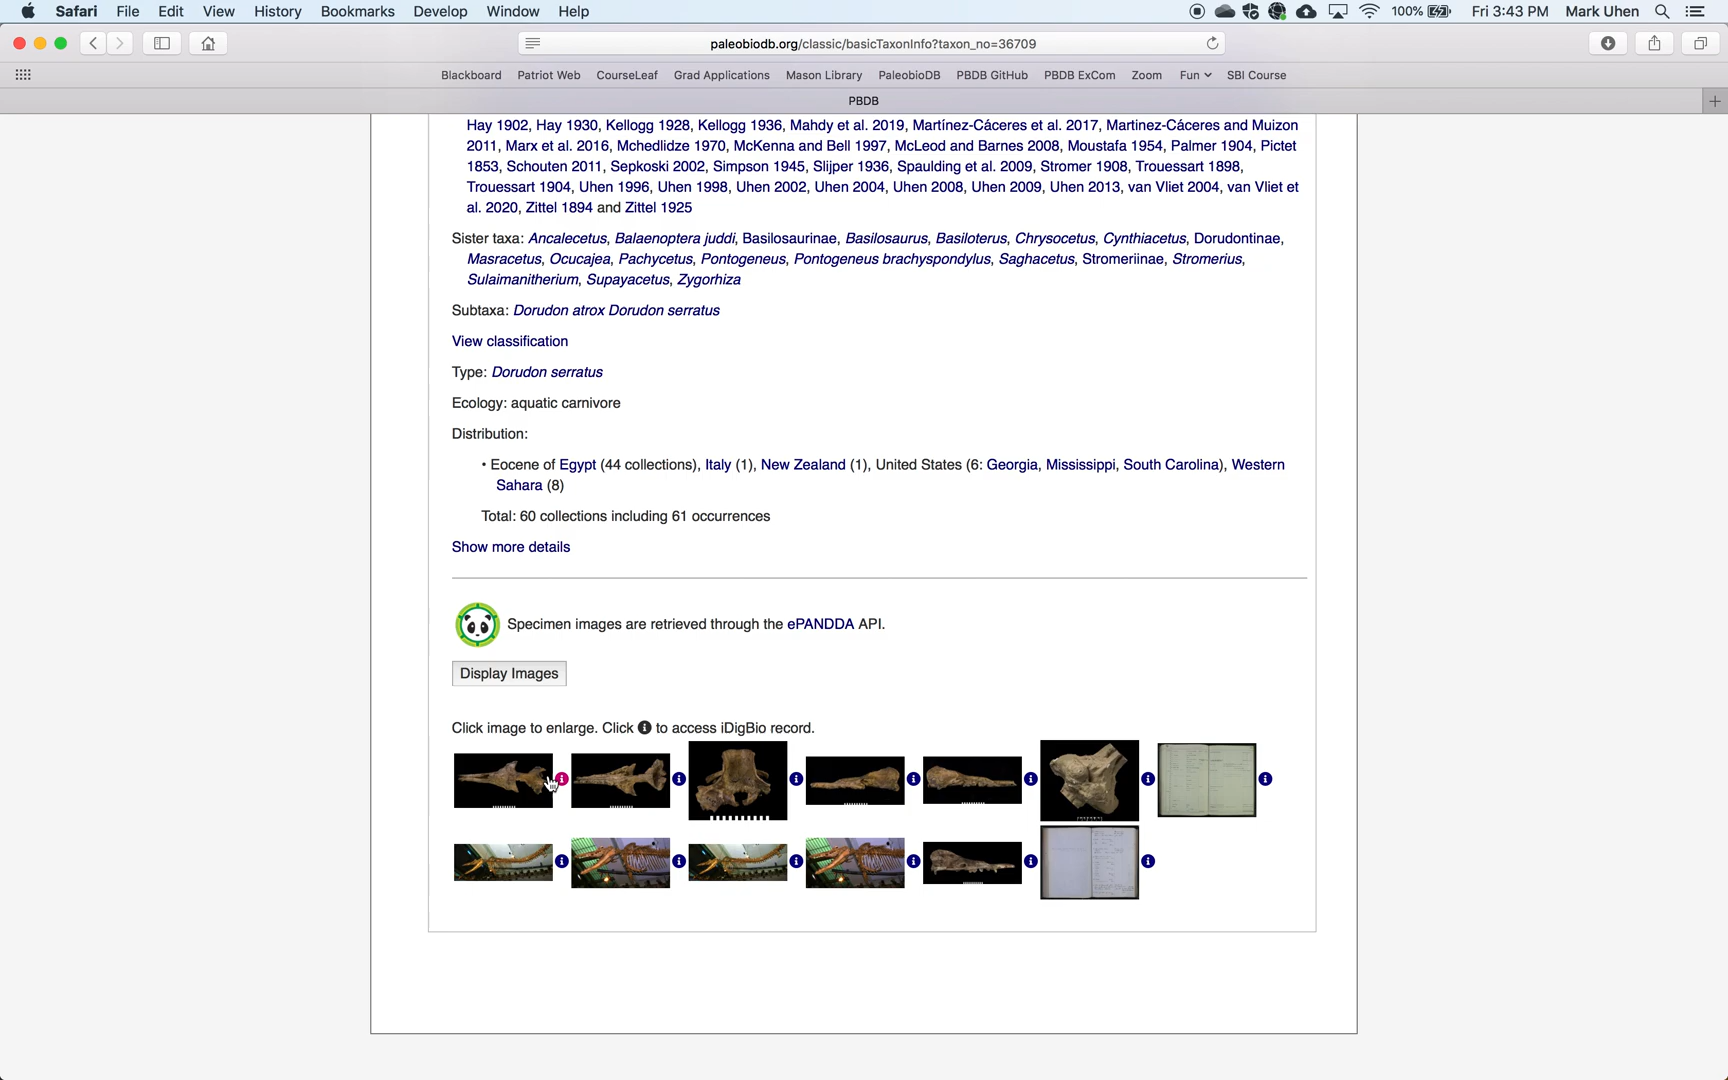 Safari File Edit View History Bookmarks Develop Window Help 100% Fri 3:43 PM Mark Uhen
paleobiodb.org/classic/basicTaxonInfo?taxon_no=36709
Blackboard Patriot Web CourseLeaf Grad Applications Mason Library PaleobioDB PBDB GitHub PBDB ExCom Zoom Fun SBI Course
PBDB
Hay 1902, Hay 1930, Kellogg 1928, Kellogg 1936, Mahdy et al. 2019, Martínez-Cáceres et al. 2017, Martinez-Cáceres and Muizon
2011, Marx et al. 2016, Mchedlidze 1970, McKenna and Bell 1997, McLeod and Barnes 2008, Moustafa 1954, Palmer 1904, Pictet
1853, Schouten 2011, Sepkoski 2002, Simpson 1945, Slijper 1936, Spaulding et al. 2009, Stromer 1908, Trouessart 1898,
Trouessart 1904, Uhen 1996, Uhen 1998, Uhen 2002, Uhen 2004, Uhen 2008, Uhen 2009, Uhen 2013, van Vliet 2004, van Vliet et
al. 2020, Zittel 1894 and Zittel 1925
Sister taxa: Ancalecetus, Balaenoptera juddi, Basilosaurinae, Basilosaurus, Basiloterus, Chrysocetus, Cynthiacetus, Dorudontinae,
Masracetus, Ocucajea, Pachycetus, Pontogeneus, Pontogeneus brachyspondylus, Saghacetus, Stromeriinae, Stromerius,
Sulaimanitherium, Supayacetus, Zygorhiza
Subtaxa: Dorudon atrox Dorudon serratus
View classification
Type: Dorudon serratus
Ecology: aquatic carnivore
Distribution:
• Eocene of Egypt (44 collections), Italy (1), New Zealand (1), United States (6: Georgia, Mississippi, South Carolina), Western
Sahara (8)
Total: 60 collections including 61 occurrences
Show more details
Specimen images are retrieved through the ePANDDA API.
Display Images
Click image to enlarge. Click i to access iDigBio record.